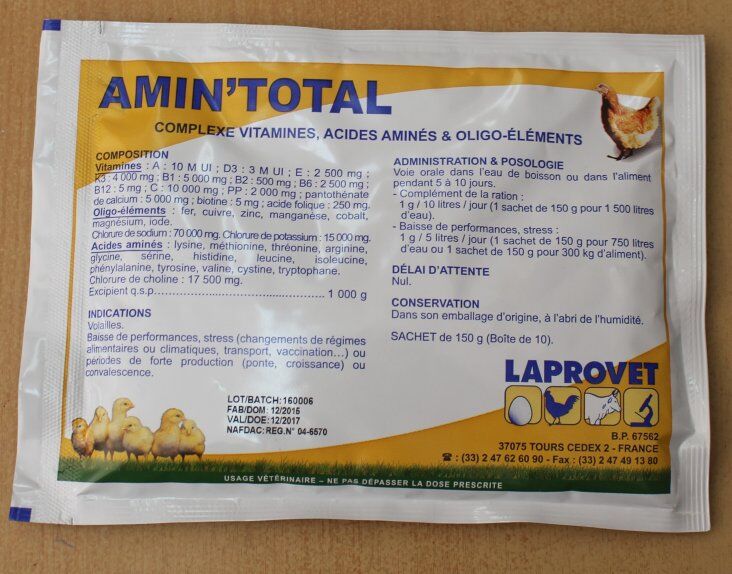 AMIN'TOTAL
COMPLEXE VITAMINES, ACIDES AMINÉS & OLIGO-ÉLÉMENTS
COMPOSITION
Vitamines : A : 10 M UI ; D3 : 3 M UI ; E : 2 500 mg ;
K3 : 4 000 mg ; B1 : 5 000 mg ; B2 : 500 mg ; B6 : 2 500 mg ;
B12 : 5 mg ; C : 10 000 mg ; PP : 2 000 mg ; pantothénate
de calcium : 5 000 mg ; biotine : 5 mg ; acide folique : 250 mg.
Oligo-éléments : fer, cuivre, zinc, manganèse, cobalt,
magnésium, iode.
Chlorure de sodium : 70 000 mg. Chlorure de potassium : 15 000 mg.
Acides aminés : lysine, méthionine, thréonine, arginine,
glycine, sérine, histidine, leucine, isoleucine,
phénylalanine, tyrosine, valine, cystine, tryptophane.
Chlorure de choline : 17 500 mg.
Excipient q.s.p................................................ 1 000 g
INDICATIONS
Volailles.
Baisse de performances, stress (changements de régimes
alimentaires ou climatiques, transport, vaccination...) ou
périodes de forte production (ponte, croissance) ou
convalescence.
LOT/BATCH: 160006
FAB/DOM: 12/2015
VAL/DOE: 12/2017
NAFDAC: REG.N° 04-6570
ADMINISTRATION & POSOLOGIE
Voie orale dans l'eau de boisson ou dans l'aliment
pendant 5 à 10 jours.
- Complément de la ration :
1 g / 10 litres / jour (1 sachet de 150 g pour 1 500 litres
d'eau).
- Baisse de performances, stress :
1 g / 5 litres / jour (1 sachet de 150 g pour 750 litres
d'eau ou 1 sachet de 150 g pour 300 kg d'aliment).
DÉLAI D'ATTENTE
Nul.
CONSERVATION
Dans son emballage d'origine, à l'abri de l'humidité.
SACHET de 150 g (Boîte de 10).
LAPROVET
B.P. 67562
37075 TOURS CEDEX 2 - FRANCE
☎ : (33) 2 47 62 60 90 - Fax : (33) 2 47 49 13 80
USAGE VÉTÉRINAIRE – NE PAS DÉPASSER LA DOSE PRESCRITE